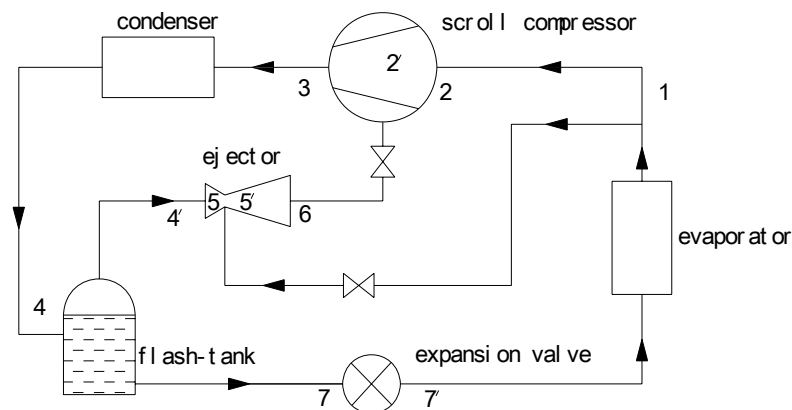 condenser
scroll compressor
2′
3
2
1
ejector
5
5′
4′
6
evaporator
4
flash-tank
expansion valve
7
7′